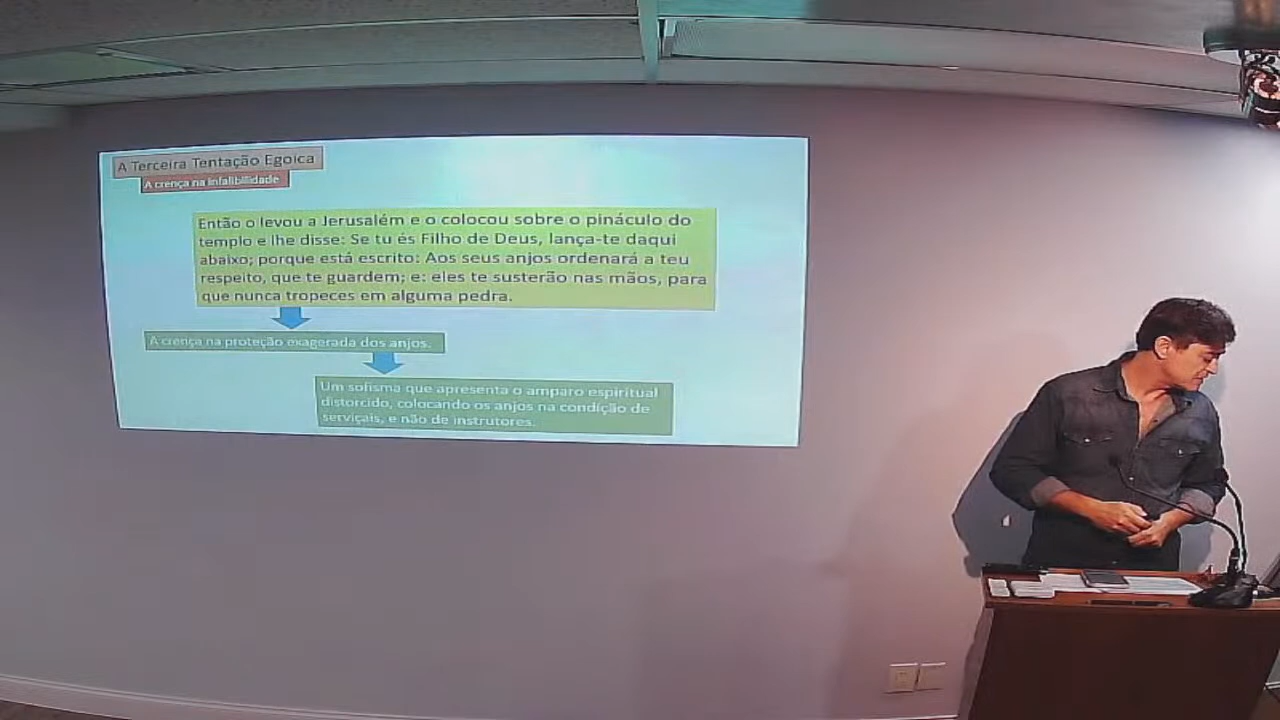 A Terceira Tentação Egoica
A crença na infalibilidade
Então o levou a Jerusalém e o colocou sobre o pináculo do
templo e lhe disse: Se tu és Filho de Deus, lança-te daqui
abaixo; porque está escrito: Aos seus anjos ordenará a teu
respeito, que te guardem; e: eles te susterão nas mãos, para
que nunca tropeces em alguma pedra.
A crença na proteção exagerada dos anjos.
Um sofisma que apresenta o amparo espiritual
distorcido, colocando os anjos na condição de
serviçais, e não de instrutores.